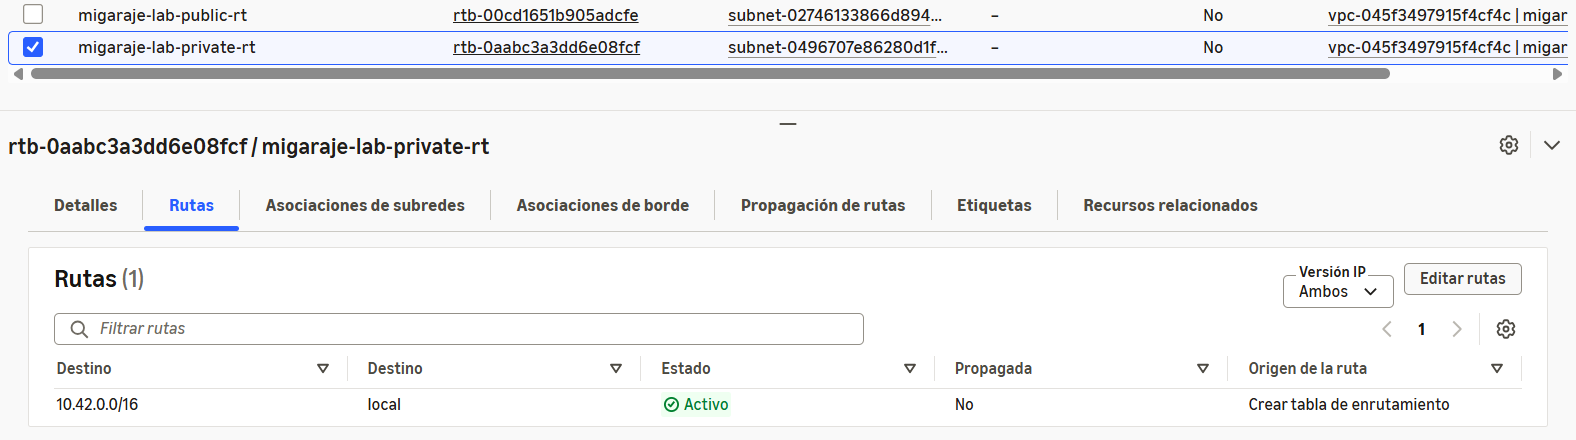 migaraje-lab-public-rt rtb-00cd1651b905adcfe subnet-02746133866d894... – No vpc-045f3497915f4cf4c | migar
migaraje-lab-private-rt rtb-0aabc3a3dd6e08fcf subnet-0496707e86280d1f... – No vpc-045f3497915f4cf4c | migar
rtb-0aabc3a3dd6e08fcf / migaraje-lab-private-rt
Detalles Rutas Asociaciones de subredes Asociaciones de borde Propagación de rutas Etiquetas Recursos relacionados
Rutas (1)
Versión IP
Ambos
Editar rutas
Filtrar rutas
1
Destino Destino Estado Propagada Origen de la ruta
10.42.0.0/16 local Activo No Crear tabla de enrutamiento